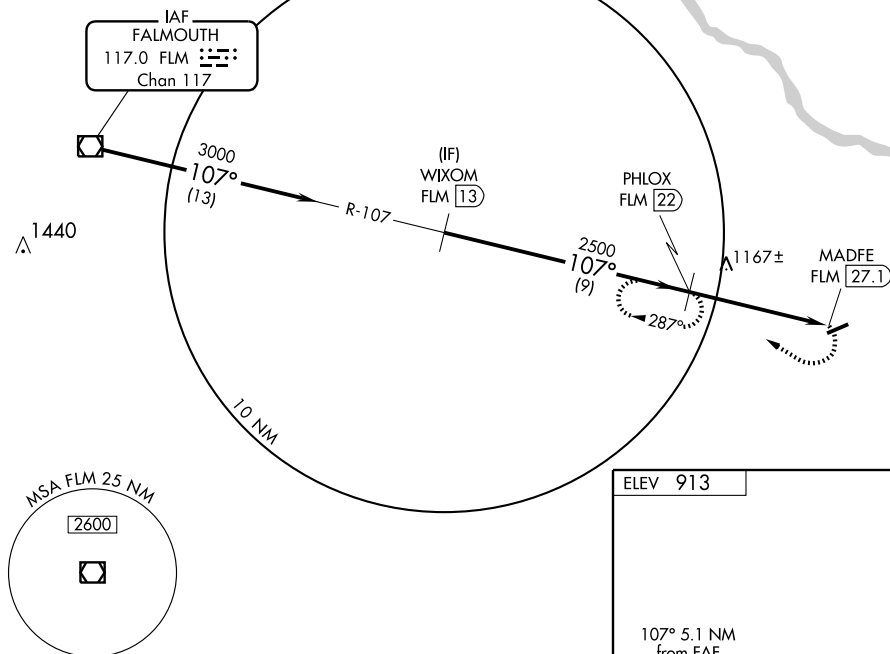 IAF
FALMOUTH
117.0 FLM
Chan 117
3000
107°
(13)
R-107
(IF)
WIXOM
FLM 13
PHLOX
FLM 22
2500
107°
(9)
287°
1167±
MADFE
FLM 27.1
1440
10 NM
MSA FLM 25 NM
2600
ELEV 913
107° 5.1 NM
from FAF